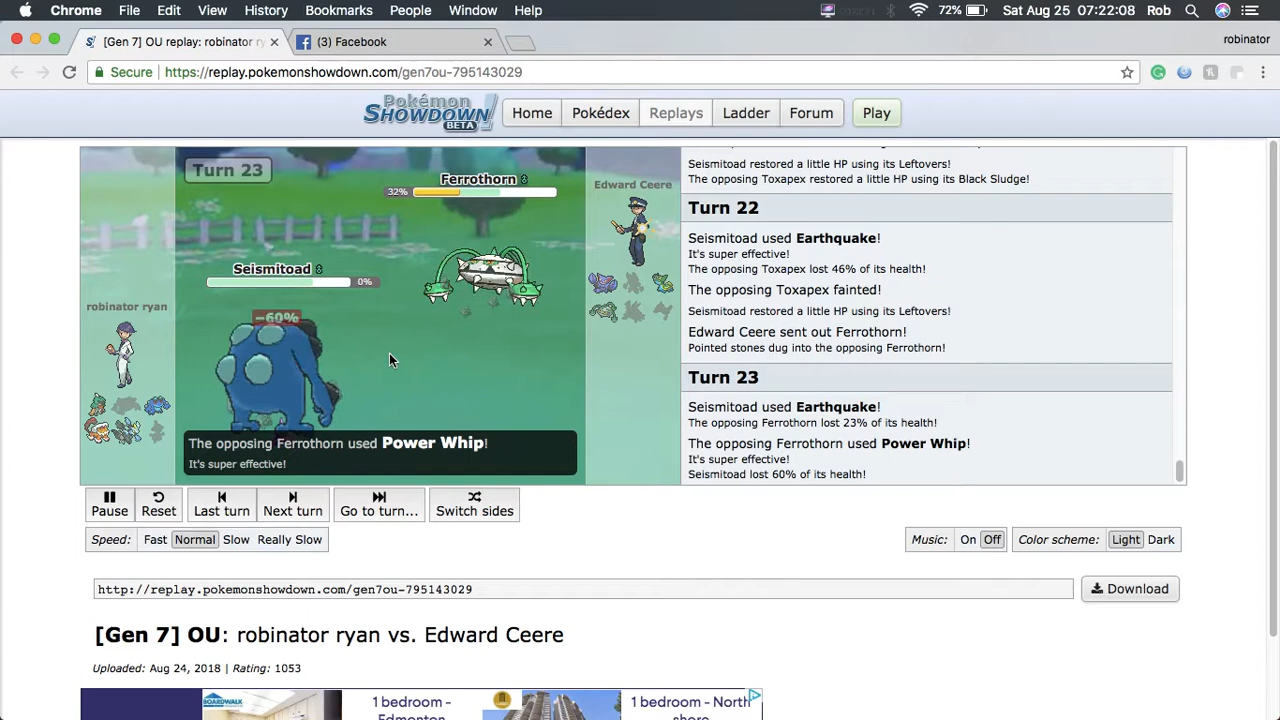 Chrome File Edit View History Bookmarks People Window Help 72% Sat Aug 25 07:22:08 Rob
[Gen 7] OU replay: robinator ry
(3) Facebook
robinator
Secure https://replay.pokemonshowdown.com/gen7ou-795143029
Pokémon SHOWDOWN! BETA
Home Pokédex Replays Ladder Forum Play
Turn 23
Ferrothorn
32%
Edward Ceere
Seismitoad
0%
robinator ryan
−60%
The opposing Ferrothorn used Power Whip!
It's super effective!
Seismitoad restored a little HP using its Leftovers!
The opposing Toxapex restored a little HP using its Black Sludge!
Turn 22
Seismitoad used Earthquake!
It's super effective!
The opposing Toxapex lost 46% of its health!
The opposing Toxapex fainted!
Seismitoad restored a little HP using its Leftovers!
Edward Ceere sent out Ferrothorn!
Pointed stones dug into the opposing Ferrothorn!
Turn 23
Seismitoad used Earthquake!
The opposing Ferrothorn lost 23% of its health!
The opposing Ferrothorn used Power Whip!
It's super effective!
Seismitoad lost 60% of its health!
Pause Reset Last turn Next turn Go to turn... Switch sides
Speed: Fast Normal Slow Really Slow
Music: On Off Color scheme: Light Dark
http://replay.pokemonshowdown.com/gen7ou-795143029
Download
[Gen 7] OU: robinator ryan vs. Edward Ceere
Uploaded: Aug 24, 2018 | Rating: 1053
BOARDWALK
1 bedroom -
Edmonton
1 bedroom - North
shore